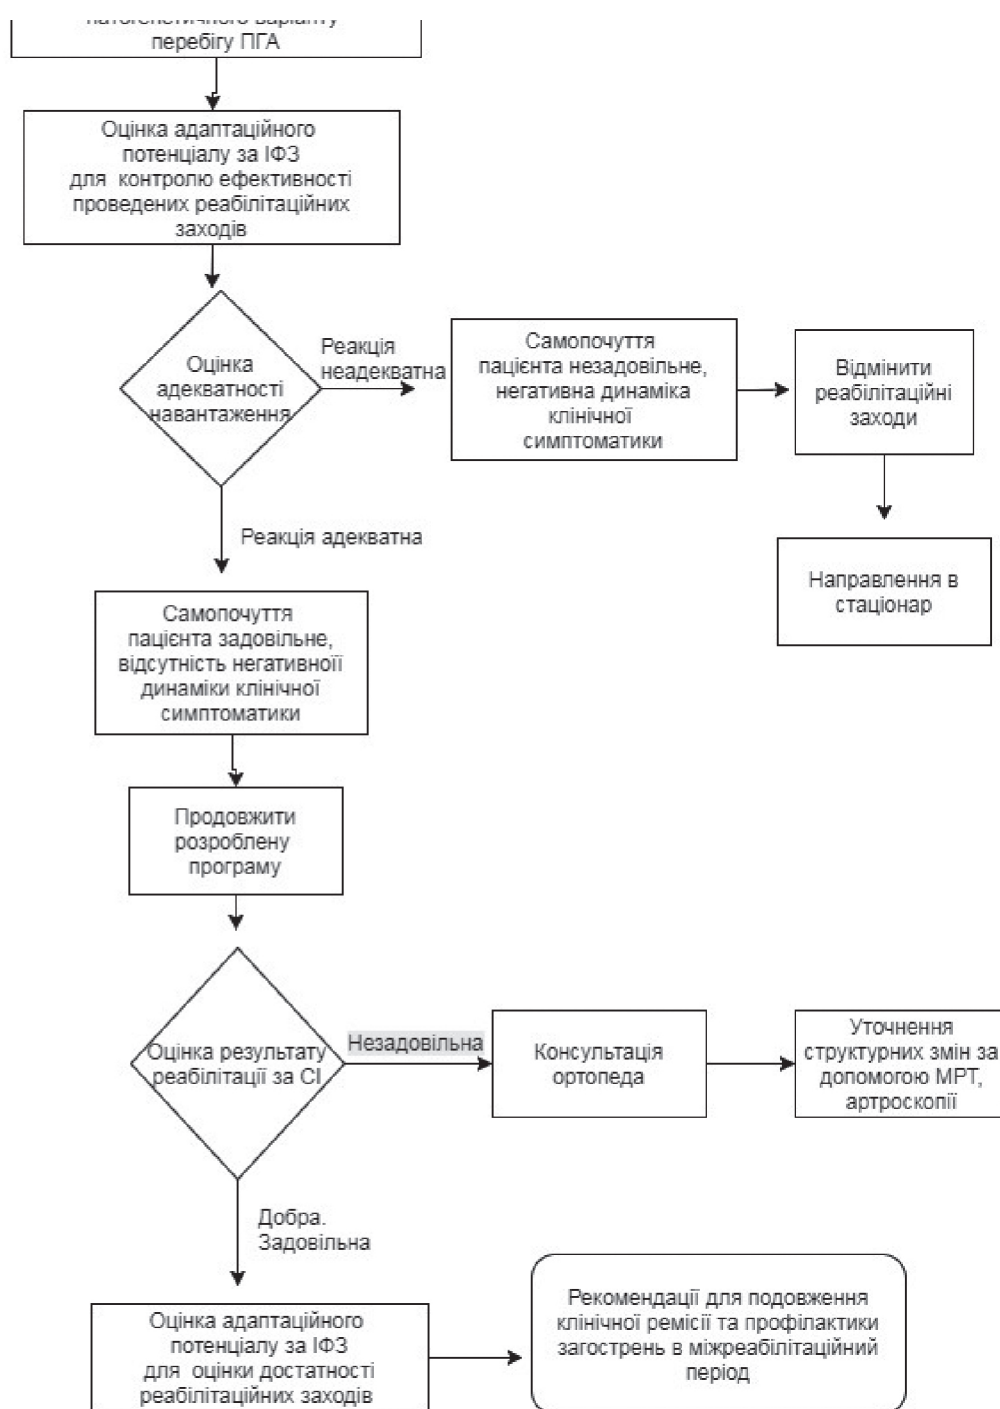 патогенетичного варіанту
перебігу ПГА
Оцінка адаптаційного
потенціалу за ІФЗ
для контролю ефективності
проведених реабілітаційних
заходів
Оцінка
адекватності
навантаження
Реакція
неадекватна
Самопочуття
пацієнта незадовільне,
негативна динаміка
клінічної
симптоматики
Відмінити
реабілітаційні
заходи
Направлення в
стаціонар
Реакція адекватна
Самопочуття
пацієнта задовільне,
відсутність негативноїї
динаміки клінічної
симптоматики
Продовжити
розроблену
програму
Оцінка результату
реабілітації за СІ
Незадовільна
Консультація
ортопеда
Уточнення
структурних змін за
допомогою МРТ,
артроскопії
Добра.
Задовільна
Оцінка адаптаційного
потенціалу за ІФЗ
для оцінки достатності
реабілітаційних заходів
Рекомендації для подовження
клінічної ремісії та профілактики
загострень в міжреабілітаційний
період